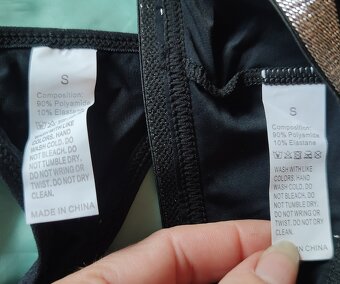 S
Composition:
90% Polyamide
10% Elastane
WASH WITH LIKE
COLORS. HAND
WASH COLD. DO
NOT BLEACH. DO
NOT TUMBLE DRY.
DO NOT WRING OR
TWIST. DO NOT DRY
CLEAN.
MADE IN CHINA
S
Composition:
90% Polyamide
10% Elastane
WASH WITH LIKE
COLORS. HAND
WASH COLD. DO
NOT BLEACH. DO
NOT TUMBLE DRY.
DO NOT WRING OR
TWIST. DO NOT DRY
CLEAN.
MADE IN CHINA